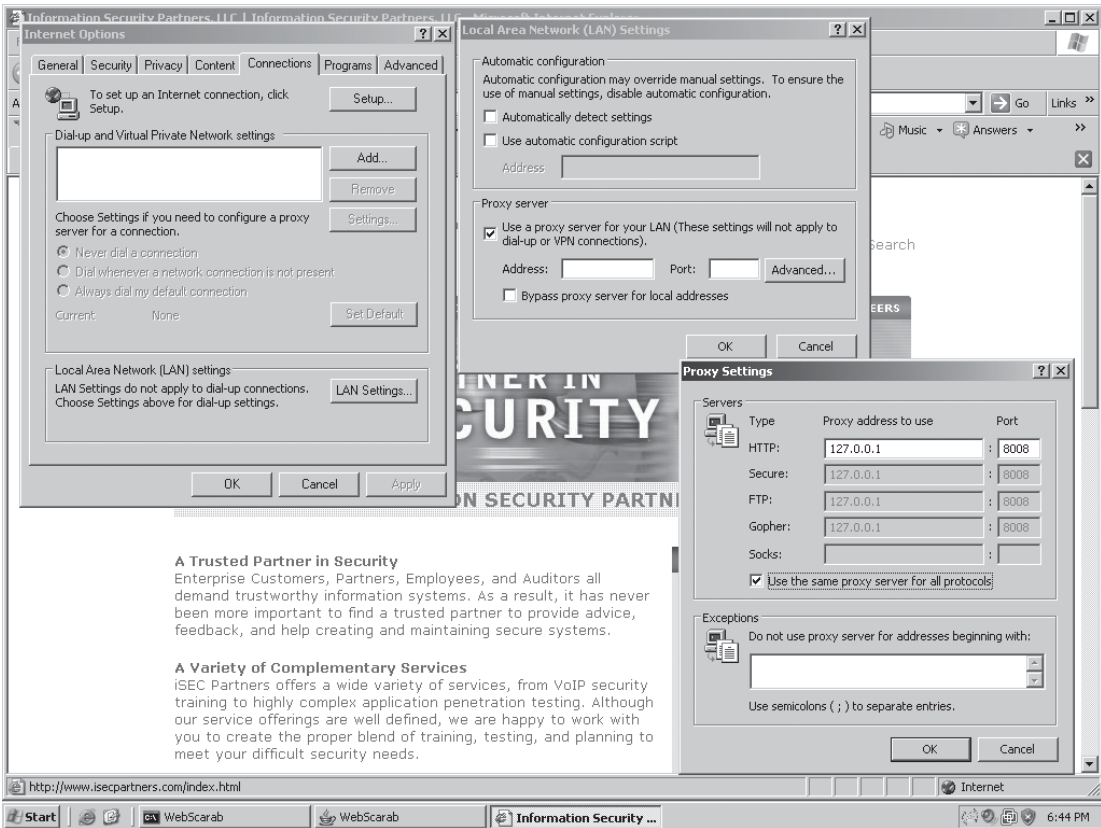 Information Security Partners, LLC | Information Security Partners, LLC - Microsoft Internet Explorer
Internet Options
General
Security
Privacy
Content
Connections
Programs
Advanced
To set up an Internet connection, click
Setup.
Setup...
Dial-up and Virtual Private Network settings
Add...
Remove
Choose Settings if you need to configure a proxy
server for a connection.
Settings...
Never dial a connection
Dial whenever a network connection is not present
Always dial my default connection
Current None
Set Default
Local Area Network (LAN) settings
LAN Settings do not apply to dial-up connections.
Choose Settings above for dial-up settings.
LAN Settings...
OK
Cancel
Apply
Local Area Network (LAN) Settings
Automatic configuration
Automatic configuration may override manual settings. To ensure the
use of manual settings, disable automatic configuration.
Automatically detect settings
Use automatic configuration script
Address
Proxy server
Use a proxy server for your LAN (These settings will not apply to
dial-up or VPN connections).
Address:
Port:
Advanced...
Bypass proxy server for local addresses
OK
Cancel
Go
Links »
Music
Answers
»
Search
EERS
NER IN
CURITY
ON SECURITY PARTN
Proxy Settings
Servers
Type Proxy address to use Port
HTTP: 127.0.0.1 : 8008
Secure: 127.0.0.1 : 8008
FTP: 127.0.0.1 : 8008
Gopher: 127.0.0.1 : 8008
Socks: :
Use the same proxy server for all protocols
Exceptions
Do not use proxy server for addresses beginning with:
Use semicolons ( ; ) to separate entries.
OK
Cancel
A Trusted Partner in Security
Enterprise Customers, Partners, Employees, and Auditors all
demand trustworthy information systems. As a result, it has never
been more important to find a trusted partner to provide advice,
feedback, and help creating and maintaining secure systems.
A Variety of Complementary Services
iSEC Partners offers a wide variety of services, from VoIP security
training to highly complex application penetration testing. Although
our service offerings are well defined, we are happy to work with
you to create the proper blend of training, testing, and planning to
meet your difficult security needs.
http://www.isecpartners.com/index.html
Internet
Start
WebScarab
WebScarab
Information Security ...
6:44 PM